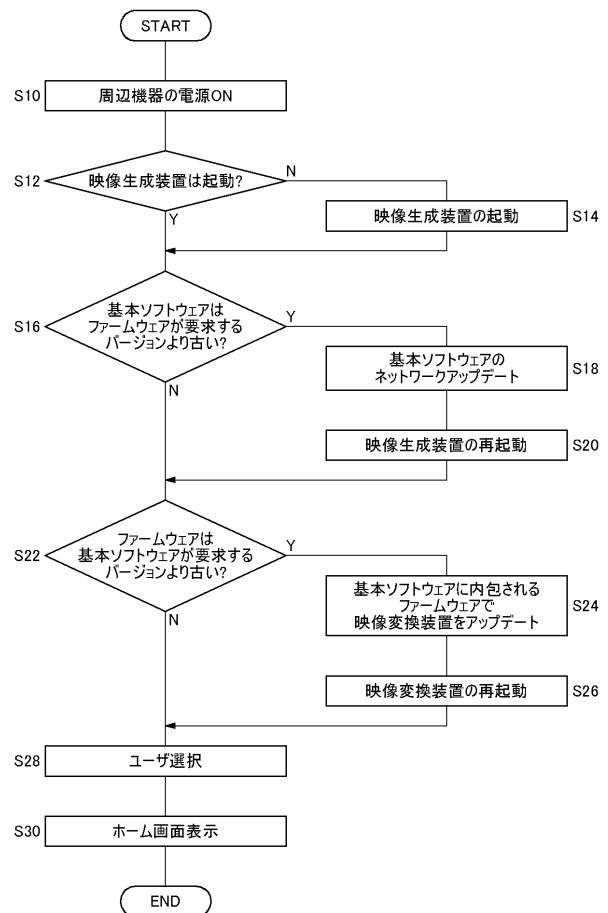 START
S10
周辺機器の電源ON
S12
映像生成装置は起動?
N
Y
映像生成装置の起動
S14
S16
基本ソフトウェアは
ファームウェアが要求する
バージョンより古い?
Y
N
基本ソフトウェアの
ネットワークアップデート
S18
映像生成装置の再起動
S20
S22
ファームウェアは
基本ソフトウェアが要求する
バージョンより古い?
Y
N
基本ソフトウェアに内包される
ファームウェアで
映像変換装置をアップデート
S24
映像変換装置の再起動
S26
S28
ユーザ選択
S30
ホーム画面表示
END